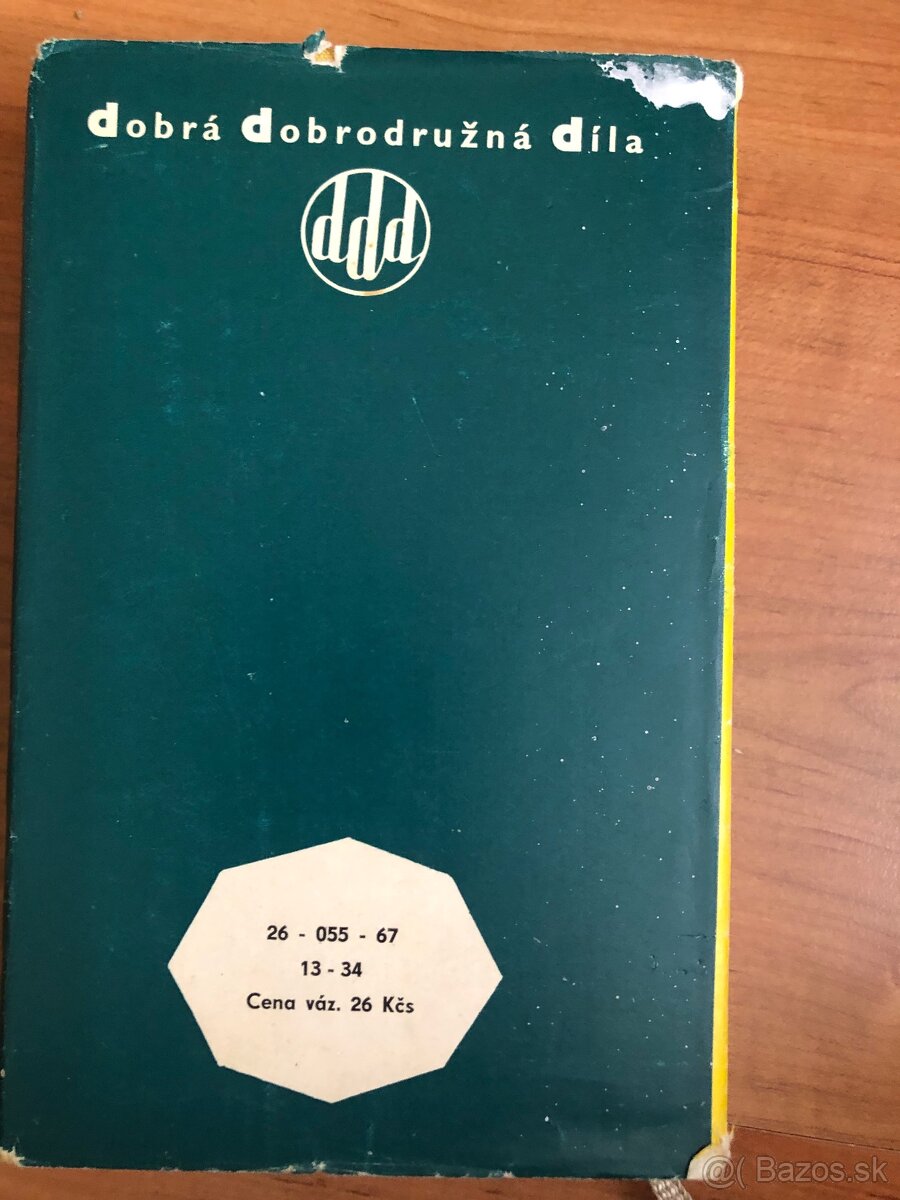 dobrá dobrodružná díla
ddd
26 - 055 - 67
13 - 34
Cena váz. 26 Kčs
@( Bazos.sk